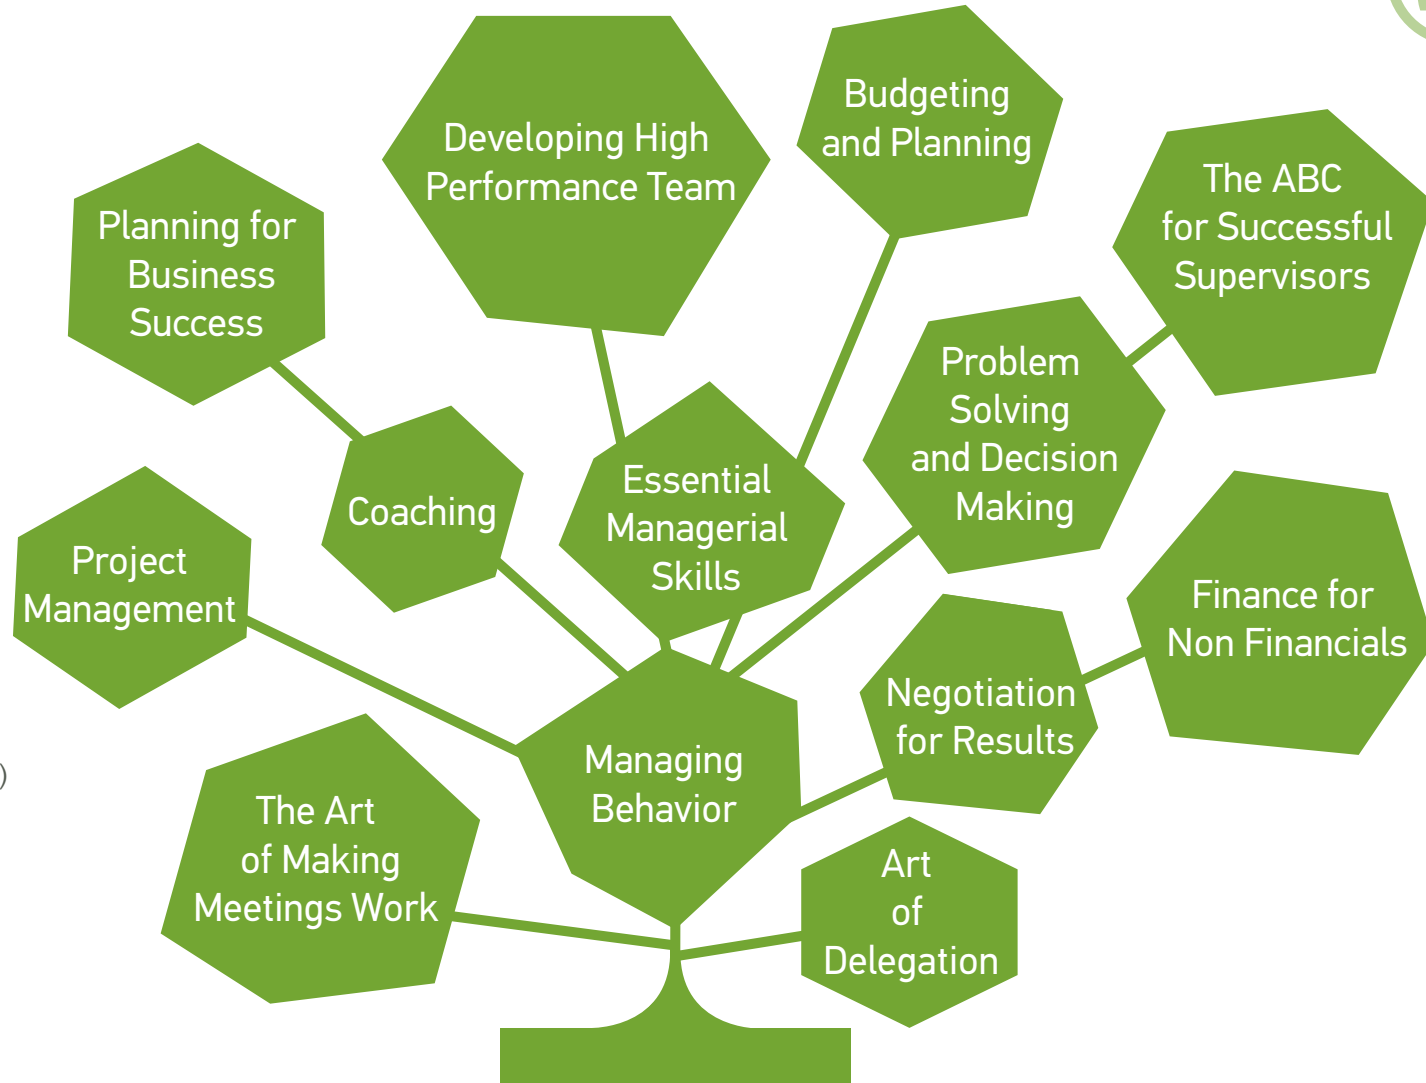 Developing High
Performance Team
Budgeting
and Planning
The ABC
for Successful
Supervisors
Planning for
Business
Success
Problem
Solving
and Decision
Making
Essential
Managerial
Skills
Coaching
Project
Management
Finance for
Non Financials
Negotiation
for Results
Managing
Behavior
)
The Art
of Making
Meetings Work
Art
of
Delegation